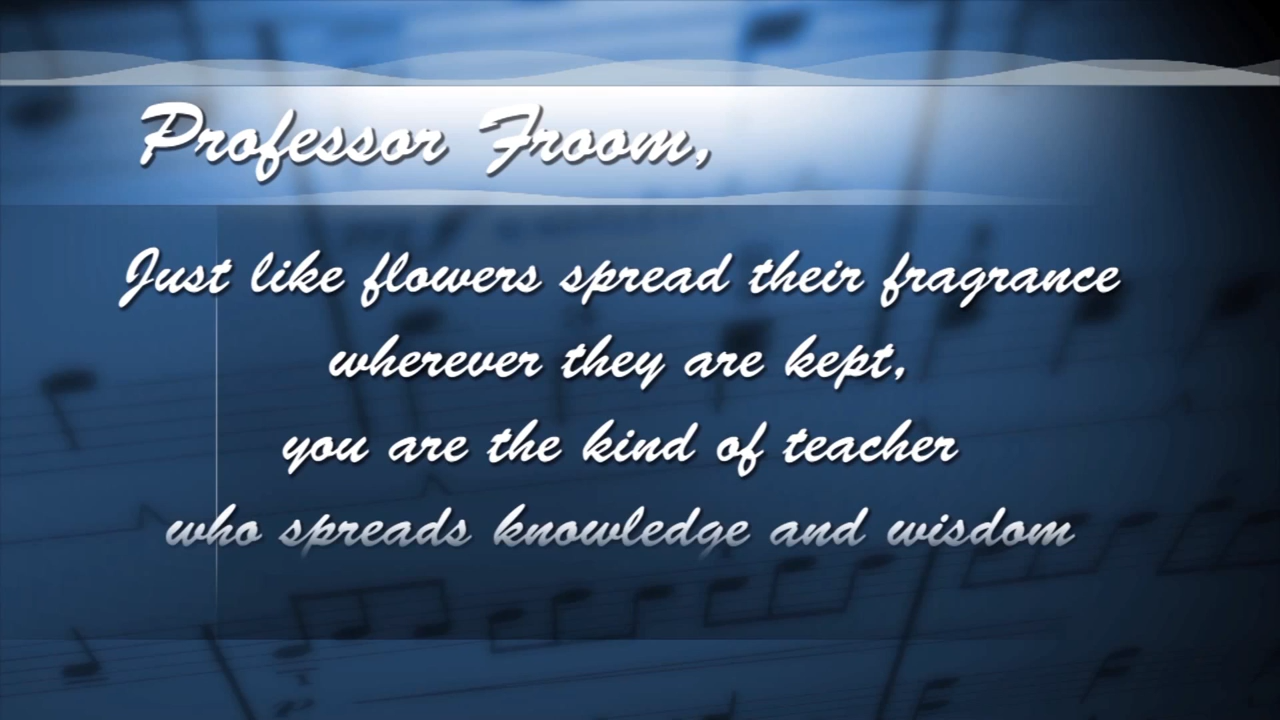 Professor Froom,
Just like flowers spread their fragrance
wherever they are kept,
you are the kind of teacher
who spreads knowledge and wisdom